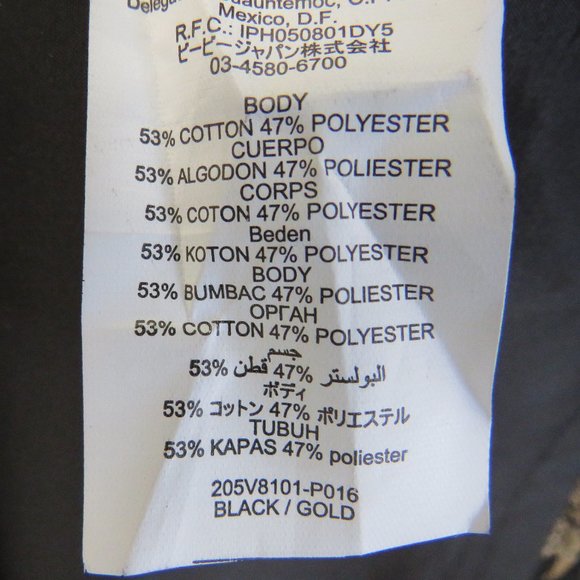 Mexico, D.F.
R.F.C.: IPH050801DY5
ビービージャパン株式会社
03-4580-6700
BODY
53% COTTON 47% POLYESTER
CUERPO
53% ALGODON 47% POLIESTER
CORPS
53% COTON 47% POLYESTER
Beden
53% KOTON 47% POLYESTER
BODY
53% BUMBAC 47% POLIESTER
ОРГАН
53% COTTON 47% POLYESTER
جسم
53% قطن 47% البولستر
ボディ
53% コットン 47% ポリエステル
TUBUH
53% KAPAS 47% poliester
205V8101-P016
BLACK / GOLD